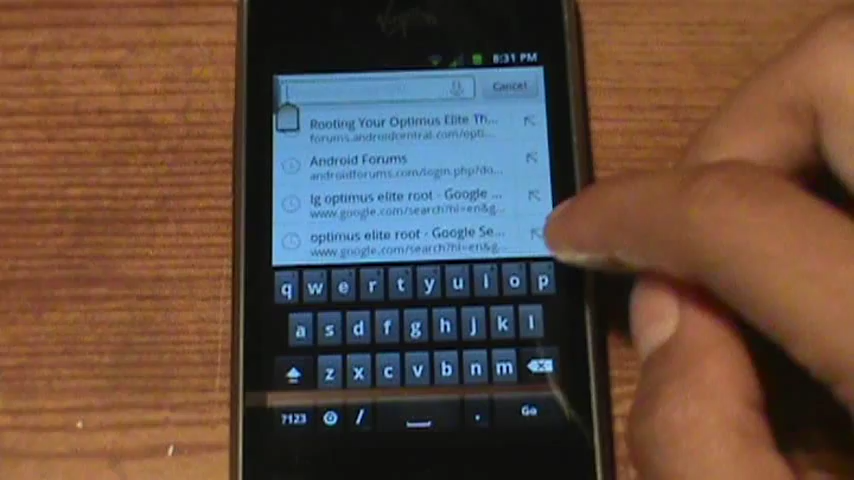 8:31 PM
Cancel
Rooting Your Optimus Elite Th...
forums.androidcentral.com/opti...
Android Forums
androidforums.com/login.php?do...
lg optimus elite root - Google ...
www.google.com/search?hl=en&g...
optimus elite root - Google Se...
www.google.com/search?hl=en&g...
q w e r t y u i o p
a s d f g h j k l
z x c v b n m
?123 / . Go